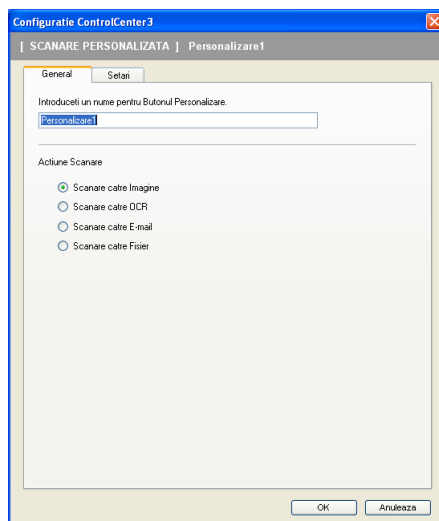 Configuratie ControlCenter3
[ SCANARE PERSONALIZATA ] Personalizare1
General Setari
Introduceti un nume pentru Butonul Personalizare.
Personalizare1
Actiune Scanare
Scanare catre Imagine
Scanare catre OCR
Scanare catre E-mail
Scanare catre Fisier
OK Anuleaza